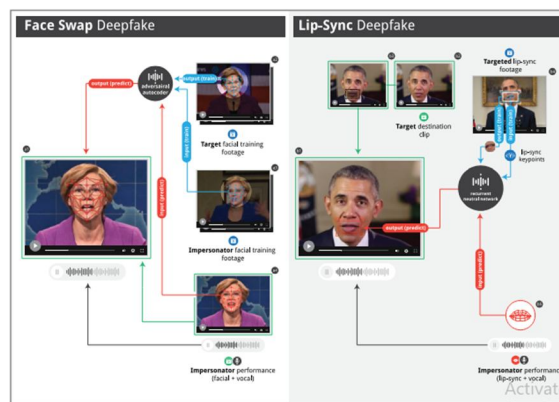 Face Swap Deepfake
output (predict)
adversarial
autocoder
output (train)
input (train)
input (predict)
Target facial training
footage
Impersonator facial training
footage
Impersonator performance
(facial + vocal)
Lip-Sync Deepfake
Target destination
clip
Targeted lip-sync
footage
lip-sync
keypoints
recurrent
neutral network
output (predict)
input (predict)
Impersonator performance
(lip-sync + vocal)
Activat